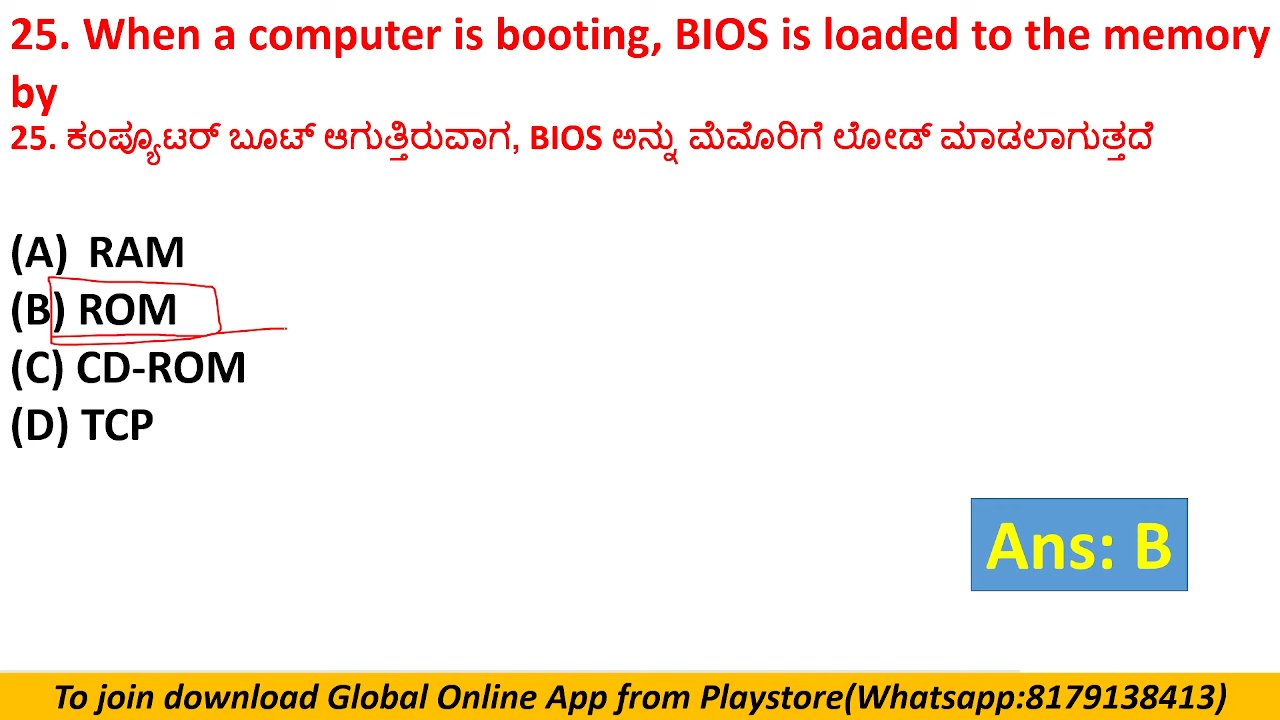 25. When a computer is booting, BIOS is loaded to the memory
by
25. ಕಂಪ್ಯೂಟರ್ ಬೂಟ್ ಆಗುತ್ತಿರುವಾಗ, BIOS ಅನ್ನು ಮೆಮೊರಿಗೆ ಲೋಡ್ ಮಾಡಲಾಗುತ್ತದೆ
(A) RAM
(B) ROM
(C) CD-ROM
(D) TCP
Ans: B
To join download Global Online App from Playstore(Whatsapp:8179138413)